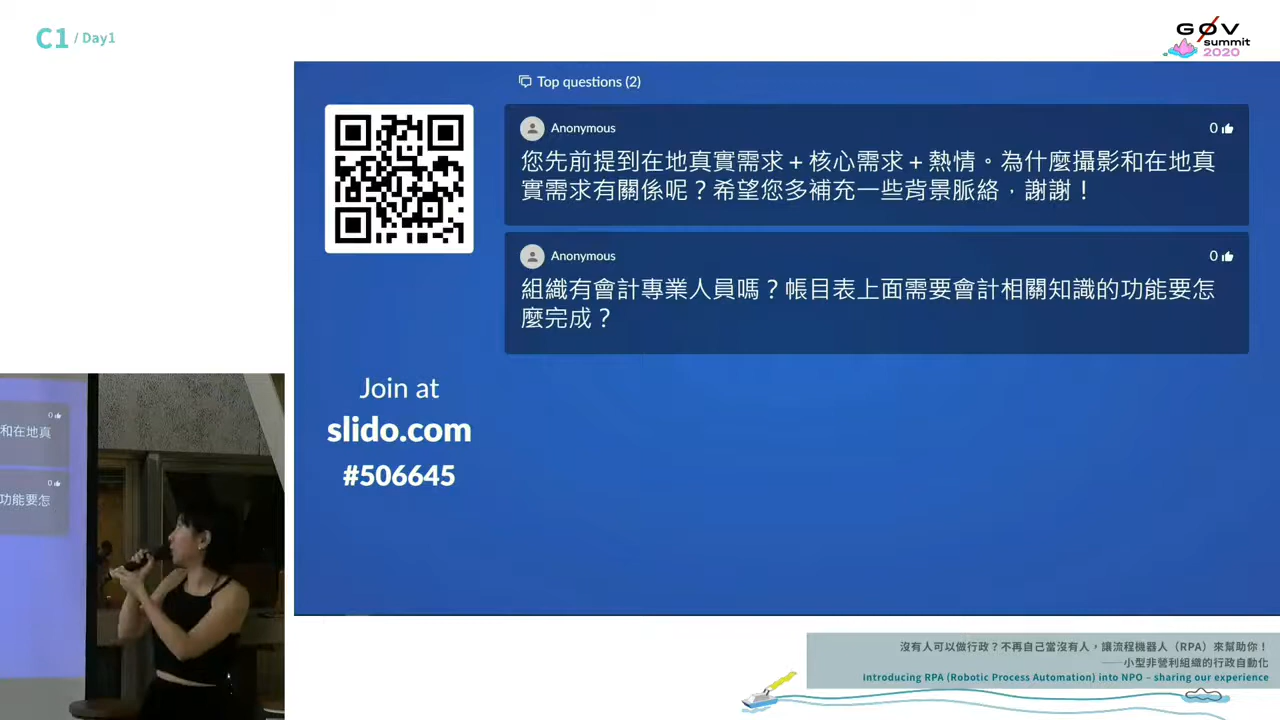 C1 / Day1
GØV
summit
2020
Top questions (2)
Anonymous
0
您先前提到在地真實需求+核心需求+熱情。為什麼攝影和在地真
實需求有關係呢?希望您多補充一些背景脈絡,謝謝!
Anonymous
0
組織有會計專業人員嗎?帳目表上面需要會計相關知識的功能要怎
麼完成?
Join at
slido.com
#506645
0
和在地真
0
功能要怎
沒有人可以做行政?不再自己當沒有人,讓流程機器人(RPA)來幫助你!
——小型非營利組織的行政自動化
Introducing RPA (Robotic Process Automation) into NPO – sharing our experience